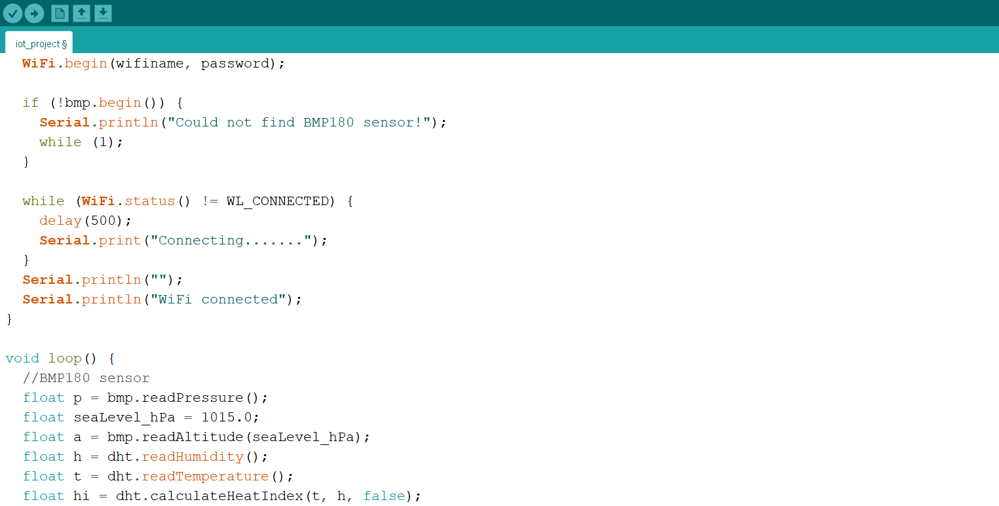 iot_project §
WiFi.begin(wifiname, password);
if (!bmp.begin()) {
Serial.println("Could not find BMP180 sensor!");
while (1);
}
while (WiFi.status() != WL_CONNECTED) {
delay(500);
Serial.print("Connecting.......");
}
Serial.println("");
Serial.println("WiFi connected");
}
void loop() {
//BMP180 sensor
float p = bmp.readPressure();
float seaLevel_hPa = 1015.0;
float a = bmp.readAltitude(seaLevel_hPa);
float h = dht.readHumidity();
float t = dht.readTemperature();
float hi = dht.calculateHeatIndex(t, h, false);